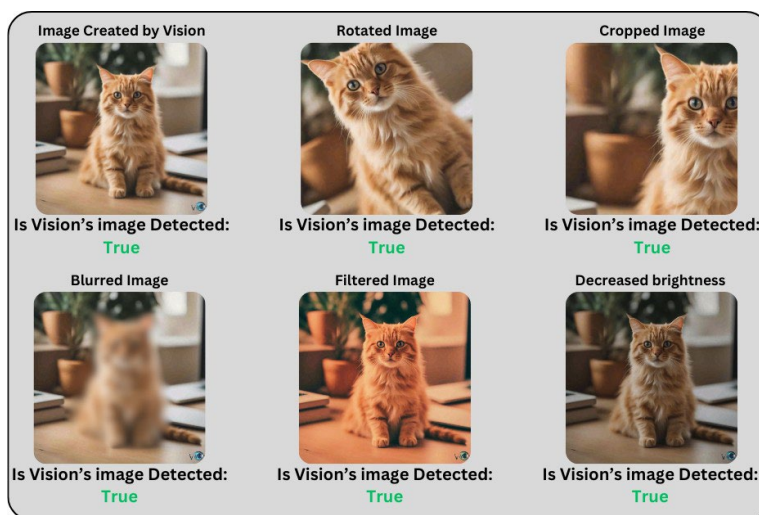 Image Created by Vision
Rotated Image
Cropped Image
Is Vision's image Detected:
True
Is Vision's image Detected:
True
Is Vision's image Detected:
True
Blurred Image
Filtered Image
Decreased brightness
Is Vision's image Detected:
True
Is Vision's image Detected:
True
Is Vision's image Detected:
True